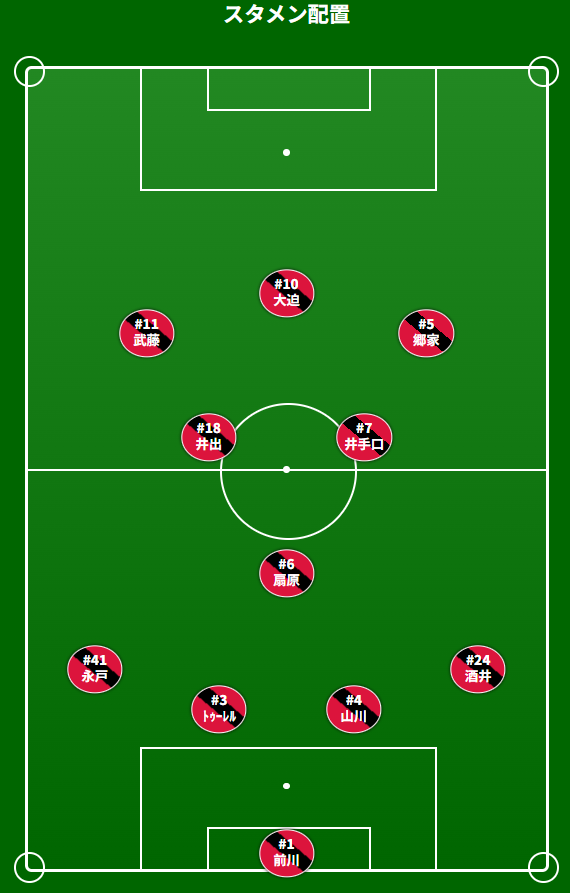 スタメン配置
#10
大迫
#11
武藤
#5
郷家
#18
井出
#7
井手口
#6
扇原
#41
永戸
#24
酒井
#3
ﾄｩｰﾚﾙ
#4
山川
#1
前川